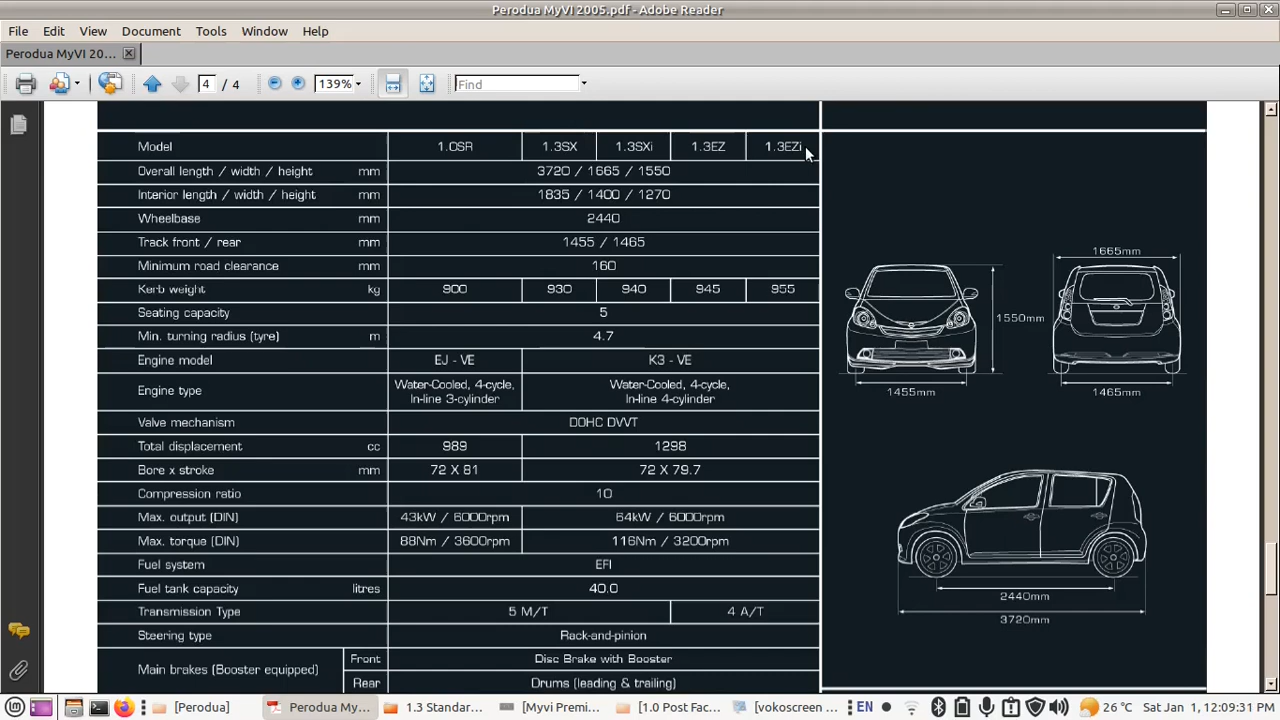 Perodua MyVI 2005.pdf - Adobe Reader
File Edit View Document Tools Window Help
Perodua MyVI 20...
4 / 4 139% Find
Model 1.0SR 1.3SX 1.3SXi 1.3EZ 1.3EZi
Overall length / width / height mm 3720 / 1665 / 1550
Interior length / width / height mm 1835 / 1400 / 1270
Wheelbase mm 2440
Track front / rear mm 1455 / 1465
Minimum road clearance mm 160
Kerb weight kg 900 930 940 945 955
Seating capacity 5
Min. turning radius (tyre) m 4.7
Engine model EJ - VE K3 - VE
Engine type Water-Cooled, 4-cycle, In-line 3-cylinder Water-Cooled, 4-cycle, In-line 4-cylinder
Valve mechanism DOHC DVVT
Total displacement cc 989 1298
Bore x stroke mm 72 X 81 72 X 79.7
Compression ratio 10
Max. output (DIN) 43kW / 6000rpm 64kW / 6000rpm
Max. torque (DIN) 88Nm / 3600rpm 116Nm / 3200rpm
Fuel system EFI
Fuel tank capacity litres 40.0
Transmission Type 5 M/T 4 A/T
Steering type Rack-and-pinion
Main brakes (Booster equipped) Front Disc Brake with Booster
Rear Drums (leading & trailing)
1665mm
1550mm
1455mm 1465mm
2440mm
3720mm
[Perodua] Perodua My... 1.3 Standar... [Myvi Premi... [1.0 Post Fac... [vokoscreen ... EN 26 °C Sat Jan 1, 12:09:31 PM